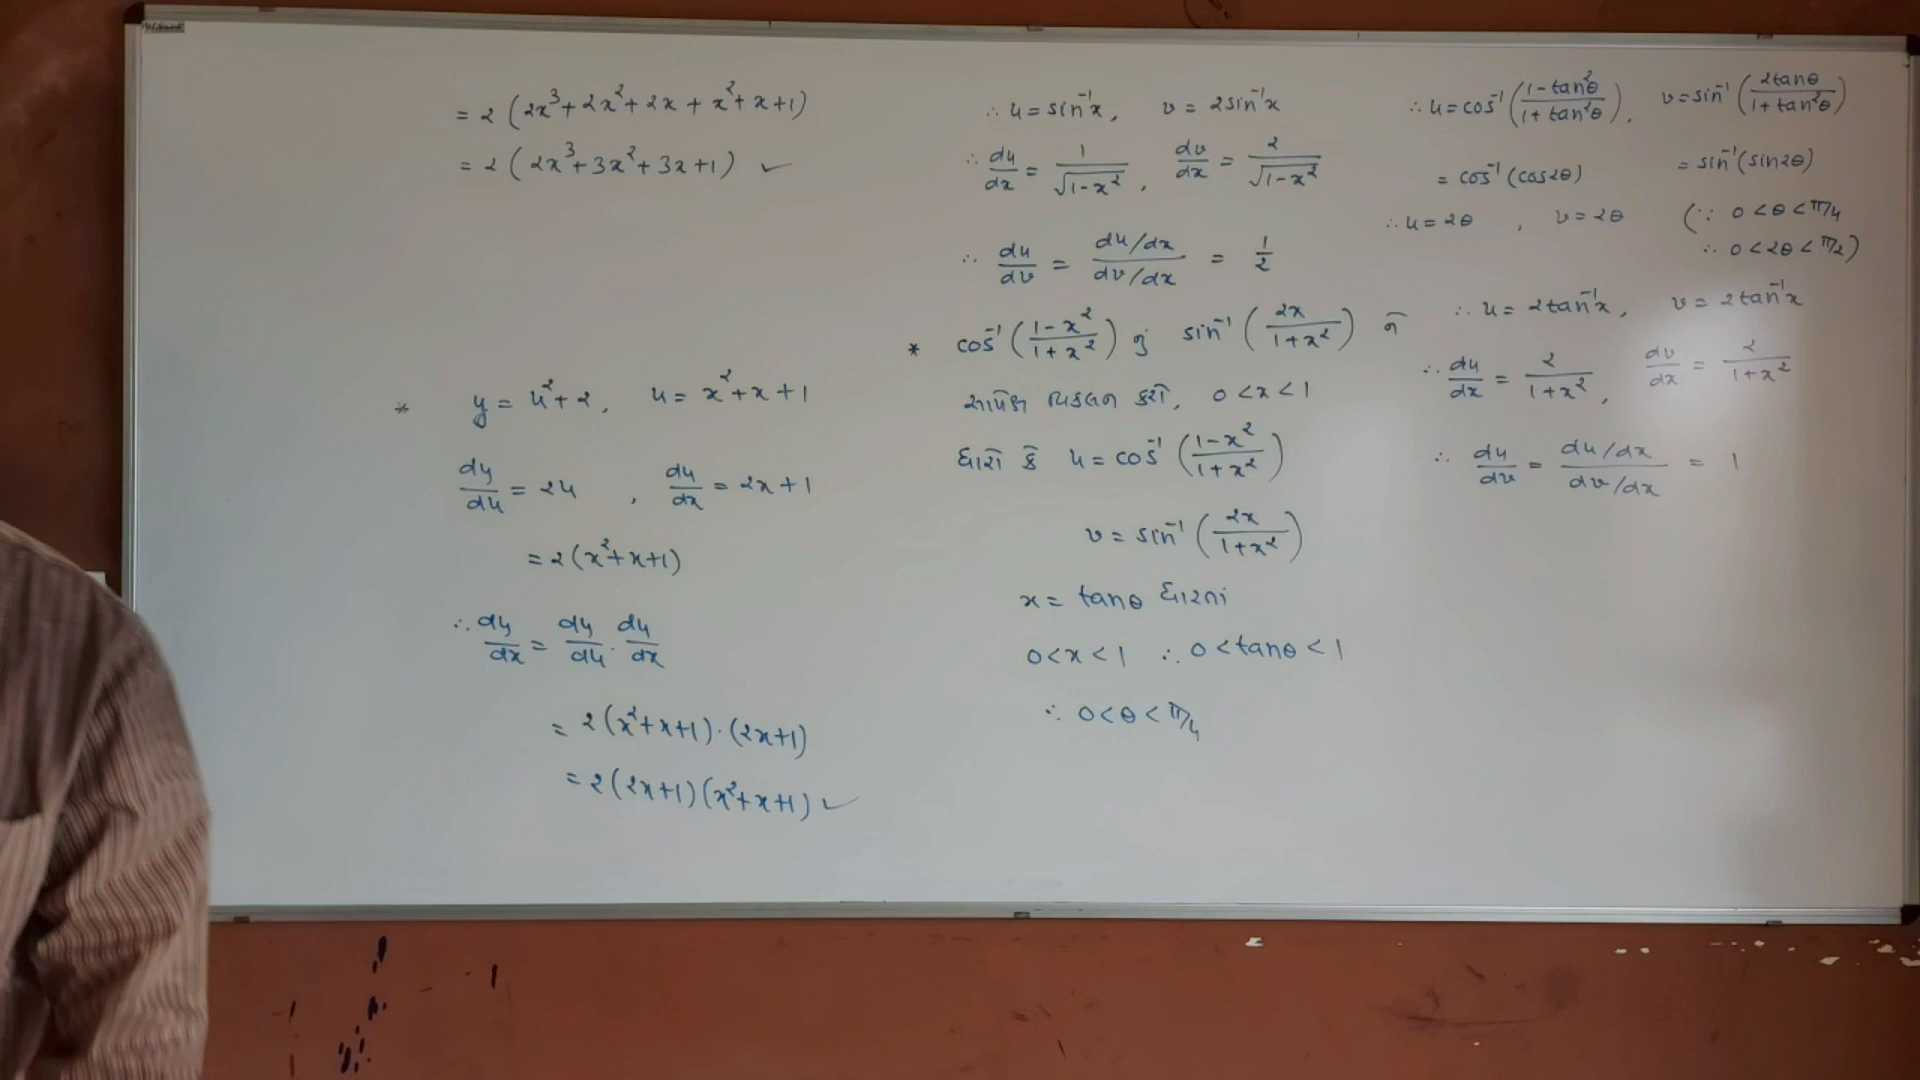 = 2 (2x³ + 2x² + 2x + x² + x + 1)
= 2 (2x³ + 3x² + 3x + 1) ✓
* y = u² + 2, u = x² + x + 1
dy/du = 2u , du/dx = 2x + 1
= 2(x² + x + 1)
∴ dy/dx = dy/du · du/dx
= 2(x² + x + 1) · (2x + 1)
= 2(2x + 1)(x² + x + 1) ✓
∴ u = sin⁻¹x, v = 2sin⁻¹x
∴ du/dx = 1/√(1-x²) , dv/dx = 2/√(1-x²)
∴ du/dv = (du/dx)/(dv/dx) = 1/2
* cos⁻¹((1-x²)/(1+x²)) નું sin⁻¹(2x/(1+x²)) ને
સાપેક્ષ વિકલન કરો, 0 < x < 1
ધારો કે u = cos⁻¹((1-x²)/(1+x²))
v = sin⁻¹(2x/(1+x²))
x = tanθ ધારતાં
0 < x < 1 ∴ 0 < tanθ < 1
∴ 0 < θ < π/4
∴ u = cos⁻¹((1-tan²θ)/(1+tan²θ)), v = sin⁻¹(2tanθ/(1+tan²θ))
= cos⁻¹(cos2θ) = sin⁻¹(sin2θ)
∴ u = 2θ , v = 2θ (∵ 0 < θ < π/4
∴ 0 < 2θ < π/2)
∴ u = 2tan⁻¹x, v = 2tan⁻¹x
∴ du/dx = 2/(1+x²), dv/dx = 2/(1+x²)
∴ du/dv = (du/dx)/(dv/dx) = 1